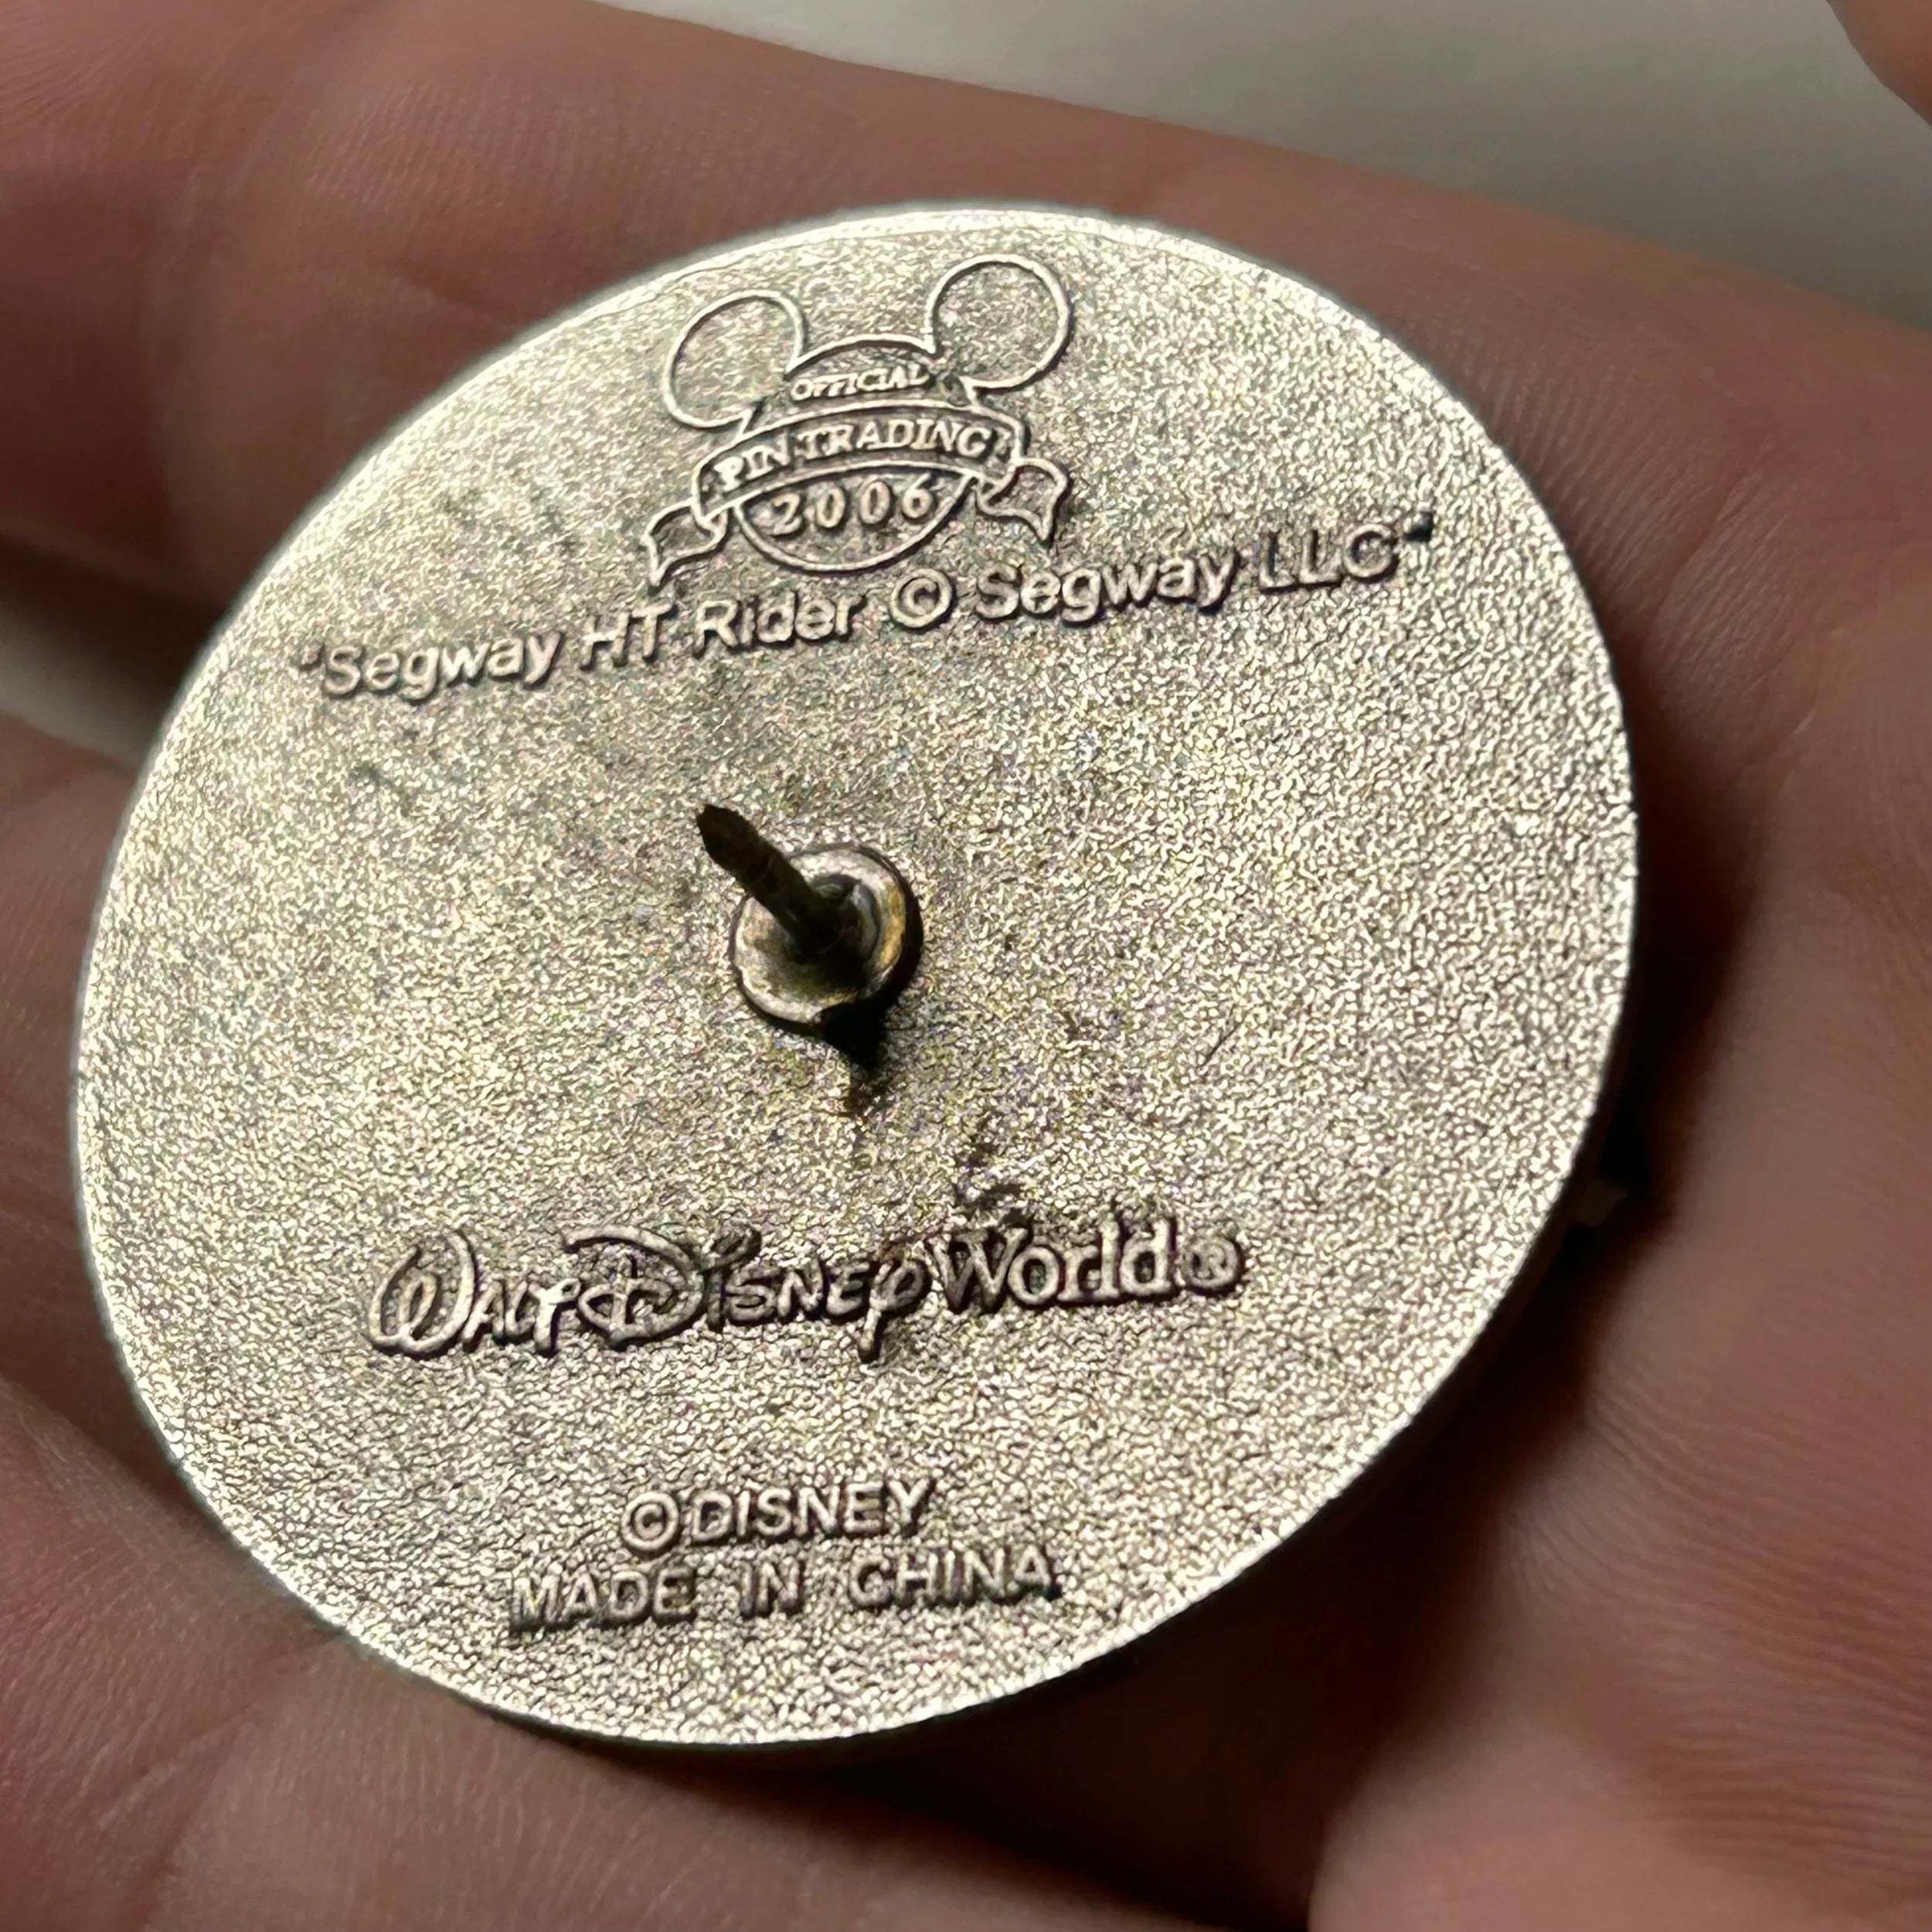 OFFICIAL
PIN TRADING
2006
"Segway HT Rider © Segway LLC"
WALT DISNEY World®
©DISNEY
MADE IN CHINA